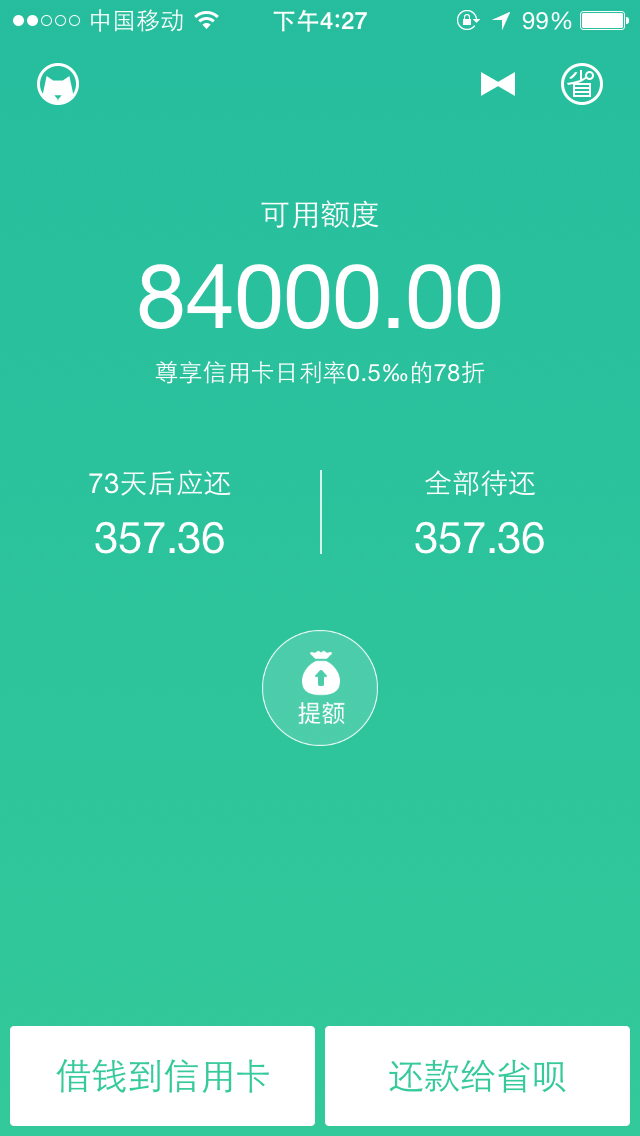 中国移动 下午4:27 99%
省
可用额度
84000.00
尊享信用卡日利率0.5‰的78折
73天后应还 全部待还
357.36 357.36
提额
借钱到信用卡 还款给省呗